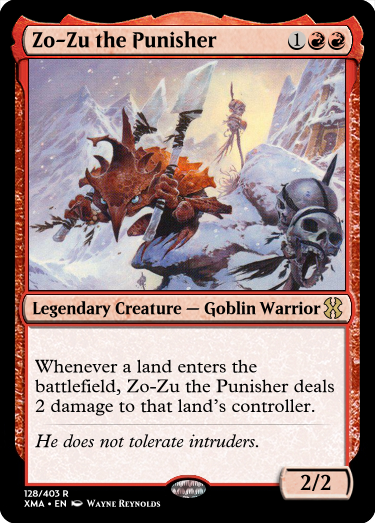 Zo-Zu the Punisher 1
Legendary Creature — Goblin Warrior
Whenever a land enters the
battlefield, Zo-Zu the Punisher deals
2 damage to that land's controller.
He does not tolerate intruders.
2/2
128/403 R
XMA • EN Wayne Reynolds